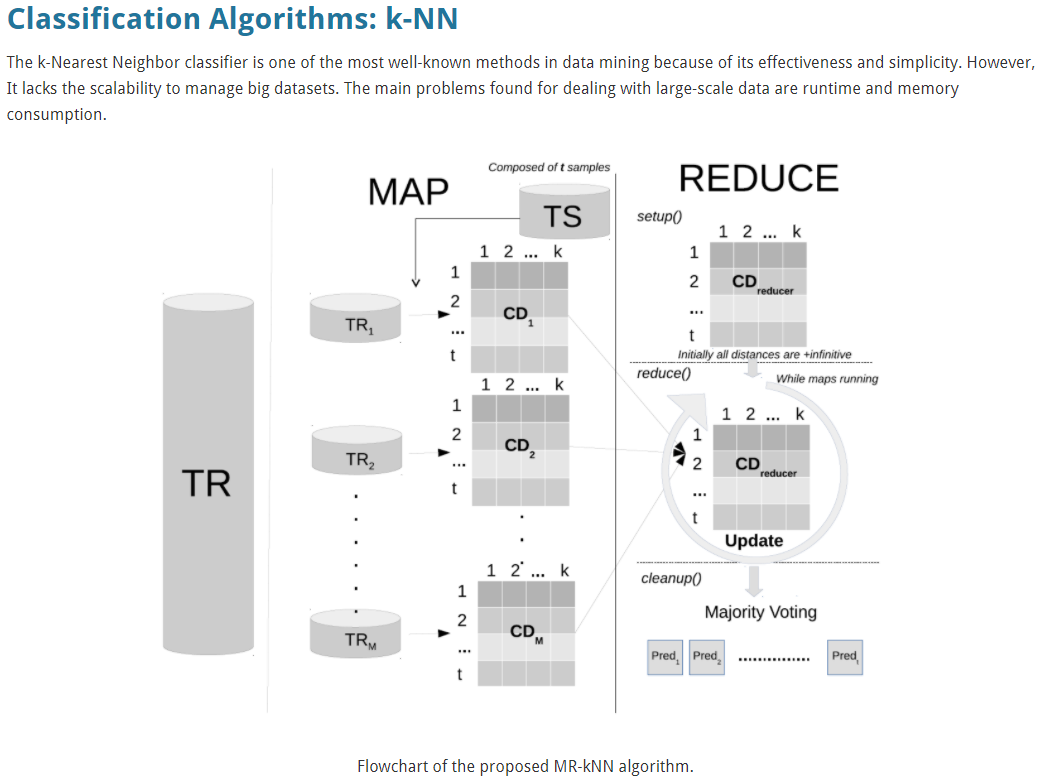 Classification Algorithms: k-NN
The k-Nearest Neighbor classifier is one of the most well-known methods in data mining because of its effectiveness and simplicity. However,
It lacks the scalability to manage big datasets. The main problems found for dealing with large-scale data are runtime and memory
consumption.
Composed of t samples
MAP
TS
TR
1 2 ... k
1
2
...
t
TR1
CD1
1 2 ... k
1
2
...
t
TR2
CD2
1 2 ... k
1
2
...
t
TRM
CDM
REDUCE
setup()
1 2 ... k
1
2
...
t
CDreducer
Initially all distances are +infinitive
reduce()
While maps running
1 2 ... k
1
2
...
t
CDreducer
Update
cleanup()
Majority Voting
Pred1 Pred2 ............... Predt
Flowchart of the proposed MR-kNN algorithm.